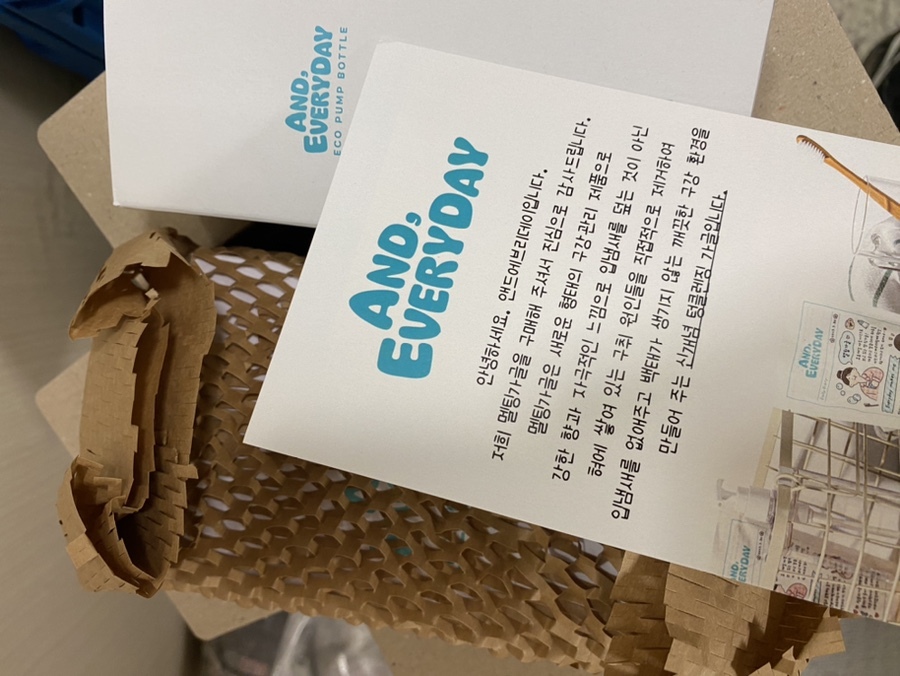 AND,
EVERYDAY
ECO PUMP BOTTLE
AND,
EVERYDAY
안녕하세요. 앤드에브리데이입니다.
저희 멜팅가글을 구매해 주셔서 진심으로 감사드립니다.
멜팅가글은 새로운 형태의 구강관리 제품으로
강한 향과 자극적인 느낌으로 입냄새를 덮는 것이 아닌
혀에 쌓여 있는 구취 원인들을 직접적으로 제거하여
입냄새를 없애주고 백태가 생기지 않는 깨끗한 구강 환경을
만들어 주는 신개념 텅클렌징 가글입니다.
AND,
EVERYDAY
AND,
EVERYDAY